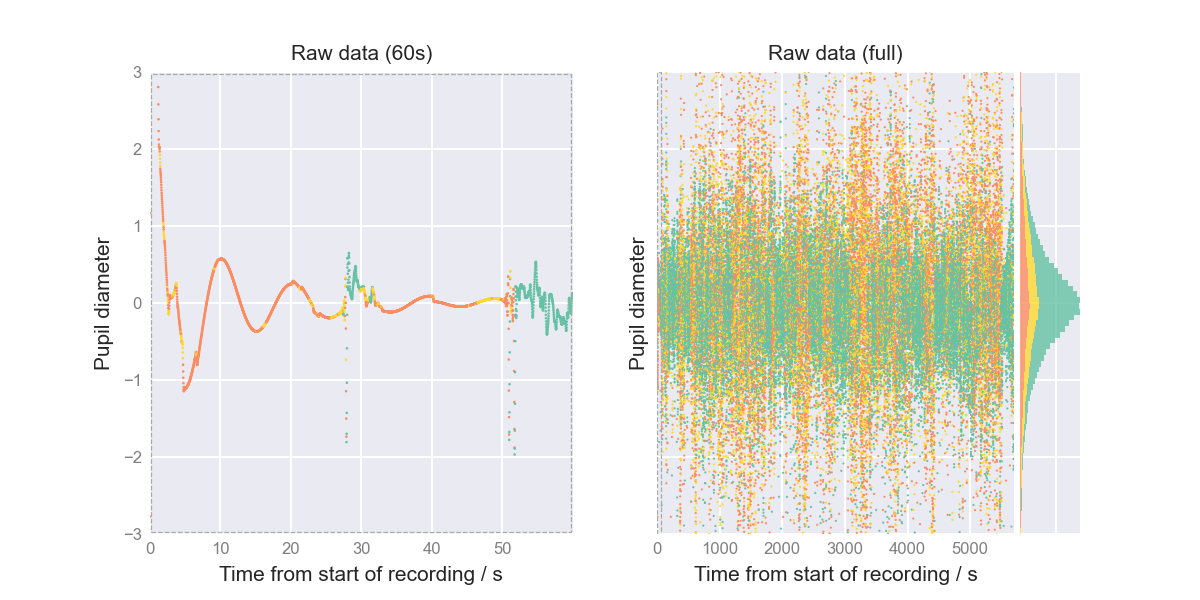 Raw data (60s)
Raw data (full)
3
2
1
0
−1
−2
−3
Pupil diameter
Pupil diameter
0 10 20 30 40 50
0 1000 2000 3000 4000 5000
Time from start of recording / s
Time from start of recording / s